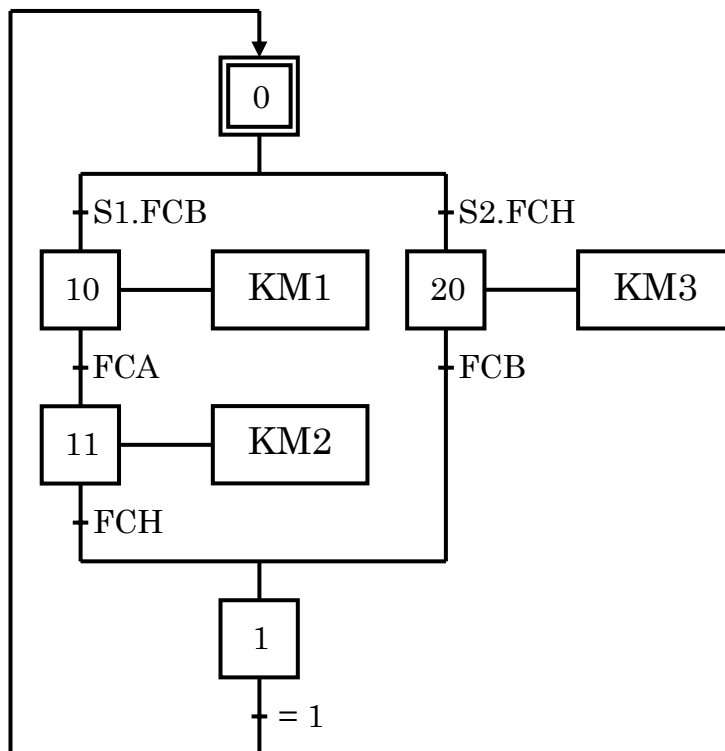 0
S1.FCB
S2.FCH
10
KM1
20
KM3
FCA
FCB
11
KM2
FCH
1
= 1